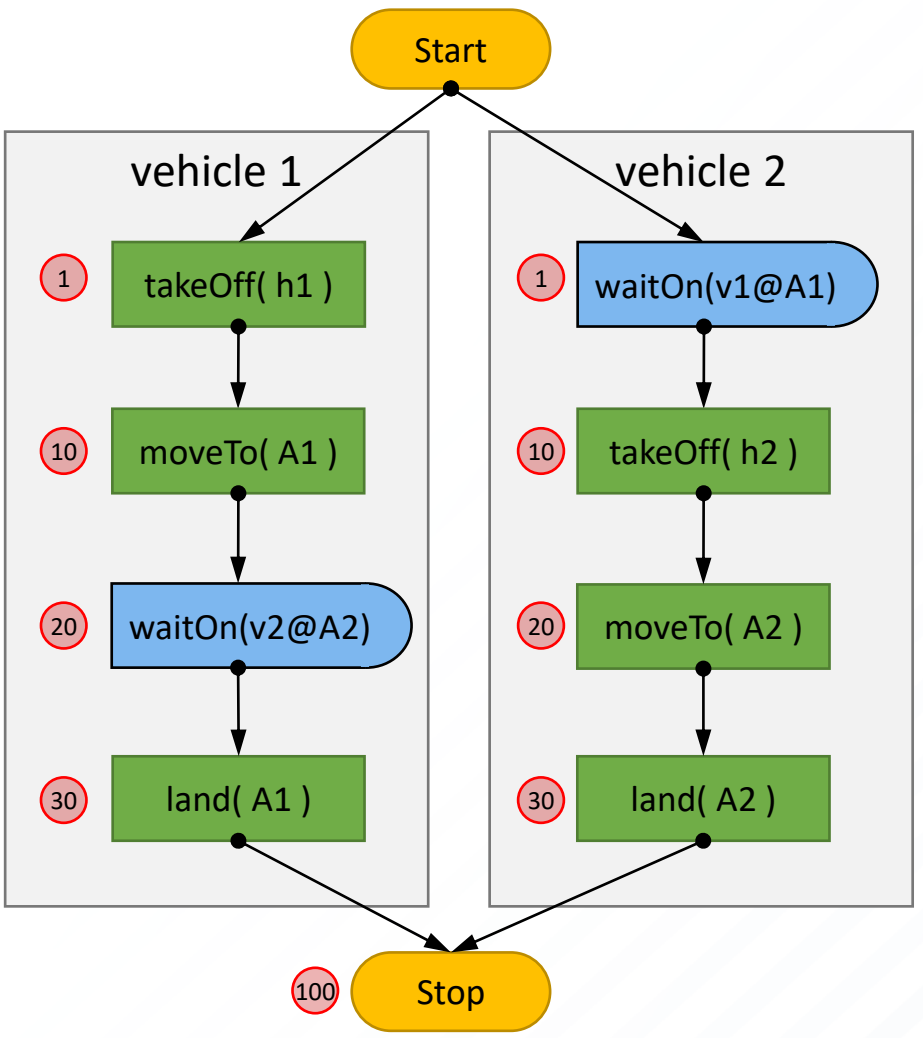 Start
vehicle 1
1
takeOff( h1 )
10
moveTo( A1 )
20
waitOn(v2@A2)
30
land( A1 )
vehicle 2
1
waitOn(v1@A1)
10
takeOff( h2 )
20
moveTo( A2 )
30
land( A2 )
100
Stop